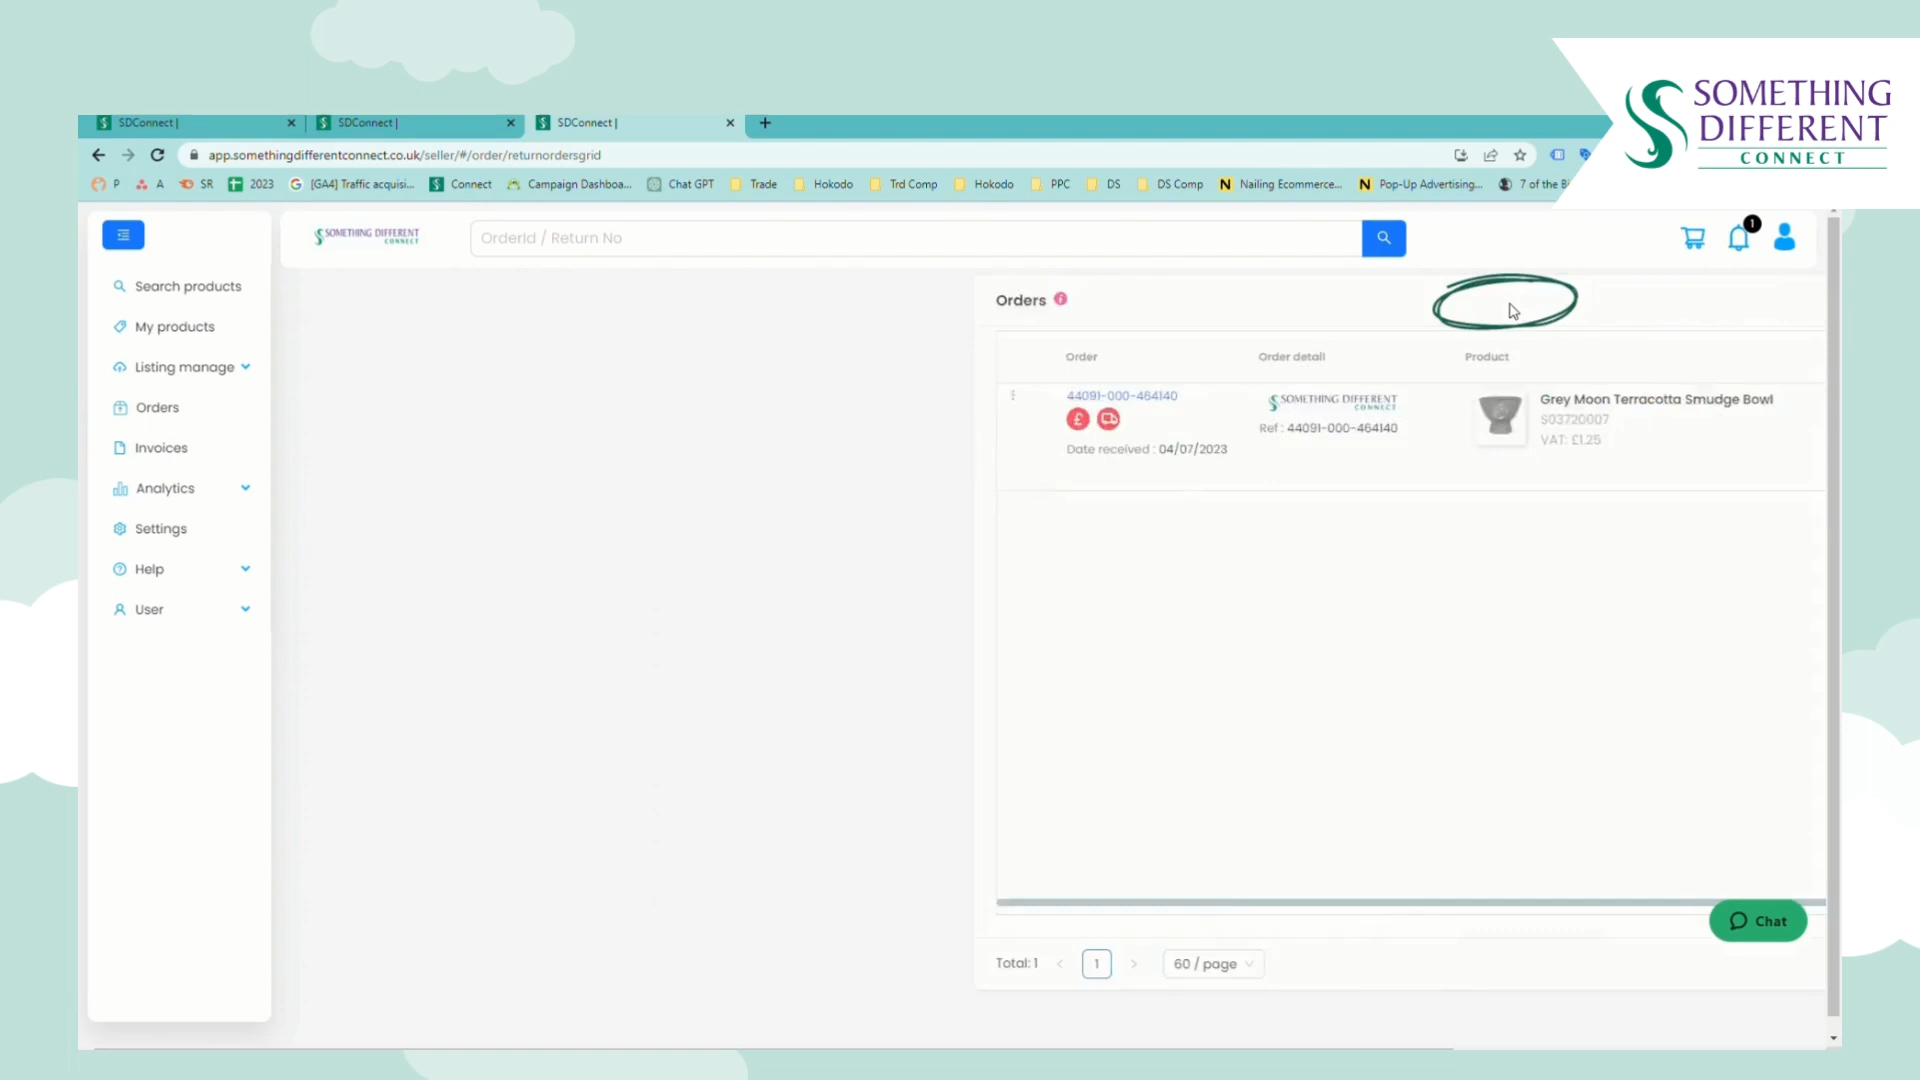 SOMETHING
DIFFERENT
CONNECT
SDConnect |
SDConnect |
SDConnect |
app.somethingdifferentconnect.co.uk/seller/#/order/returnordersgrid
P
A
SR
2023
[GA4] Traffic acquisi...
Connect
Campaign Dashboa...
Chat GPT
Trade
Hokodo
Trd Comp
Hokodo
PPC
DS
DS Comp
Nailing Ecommerce...
Pop-Up Advertising...
7 of the
SOMETHING DIFFERENT
CONNECT
OrderId / Return No
1
Search products
My products
Listing manage
Orders
Invoices
Analytics
Settings
Help
User
Orders
Order
Order detail
Product
44091-000-464140
£
Date received : 04/07/2023
SOMETHING DIFFERENT
CONNECT
Ref : 44091-000-464140
Grey Moon Terracotta Smudge Bowl
S03720007
VAT: £1.25
Total: 1
1
60 / page
Chat